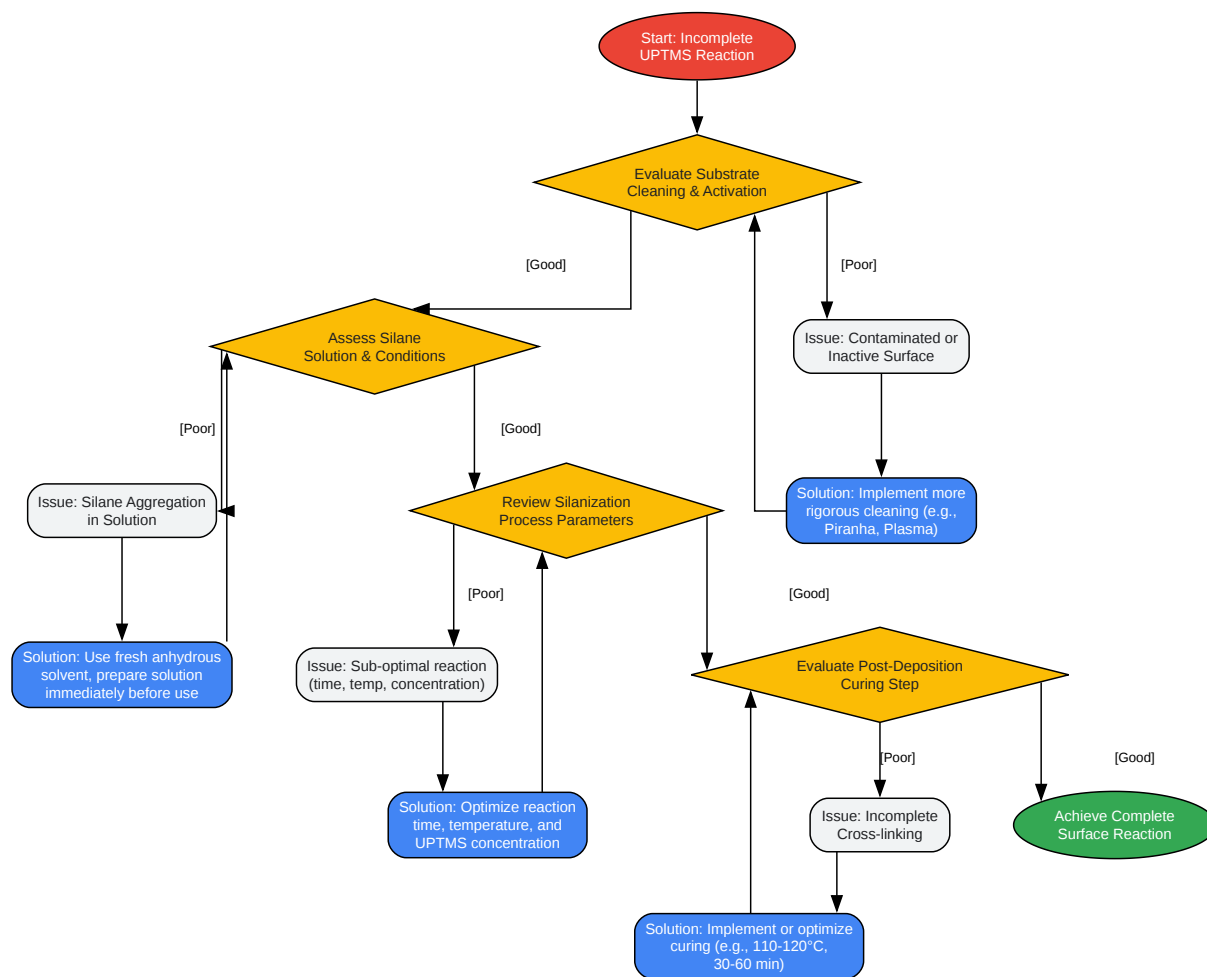 Start: Incomplete
UPTMS Reaction
Evaluate Substrate
Cleaning & Activation
[Good]
[Poor]
Assess Silane
Solution & Conditions
Issue: Contaminated or
Inactive Surface
[Poor]
[Good]
Issue: Silane Aggregation
in Solution
Review Silanization
Process Parameters
Solution: Implement more
rigorous cleaning (e.g.,
Piranha, Plasma)
[Poor]
[Good]
Solution: Use fresh anhydrous
solvent, prepare solution
immediately before use
Issue: Sub-optimal reaction
(time, temp, concentration)
Evaluate Post-Deposition
Curing Step
[Poor]
[Good]
Solution: Optimize reaction
time, temperature, and
UPTMS concentration
Issue: Incomplete
Cross-linking
Achieve Complete
Surface Reaction
Solution: Implement or optimize
curing (e.g., 110-120°C,
30-60 min)